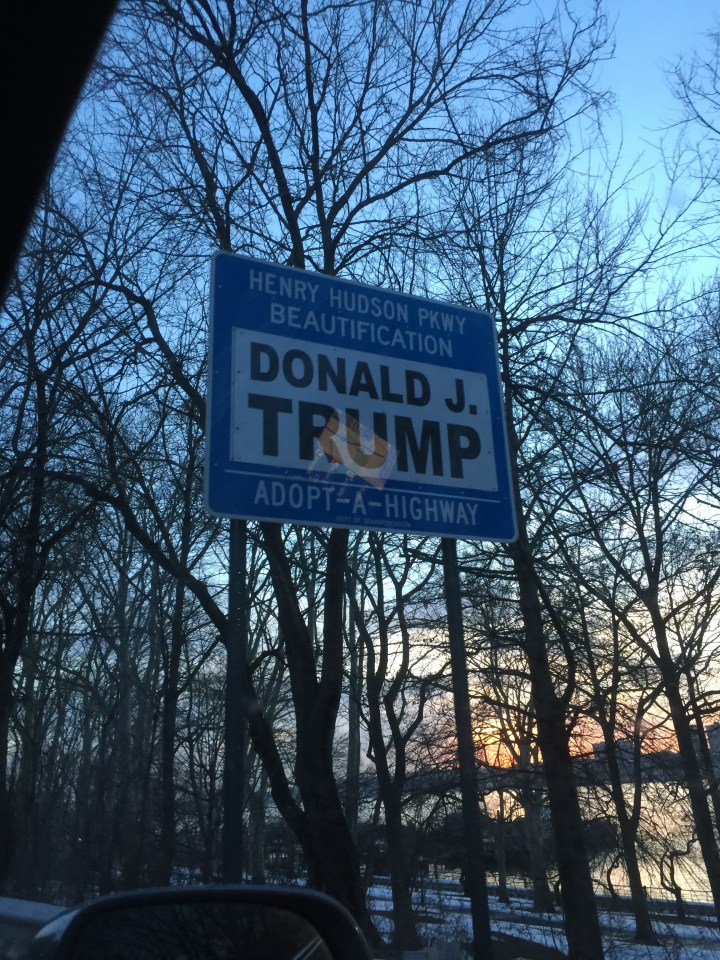 HENRY HUDSON PKWY
BEAUTIFICATION
DONALD J.
TRUMP
ADOPT-A-HIGHWAY